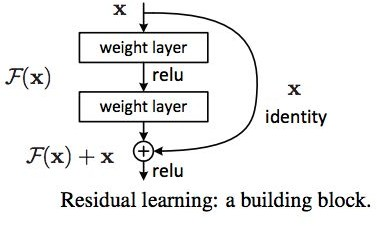 x
weight layer
relu
F(x)
weight layer
x
identity
F(x) + x
+
relu
Residual learning: a building block.